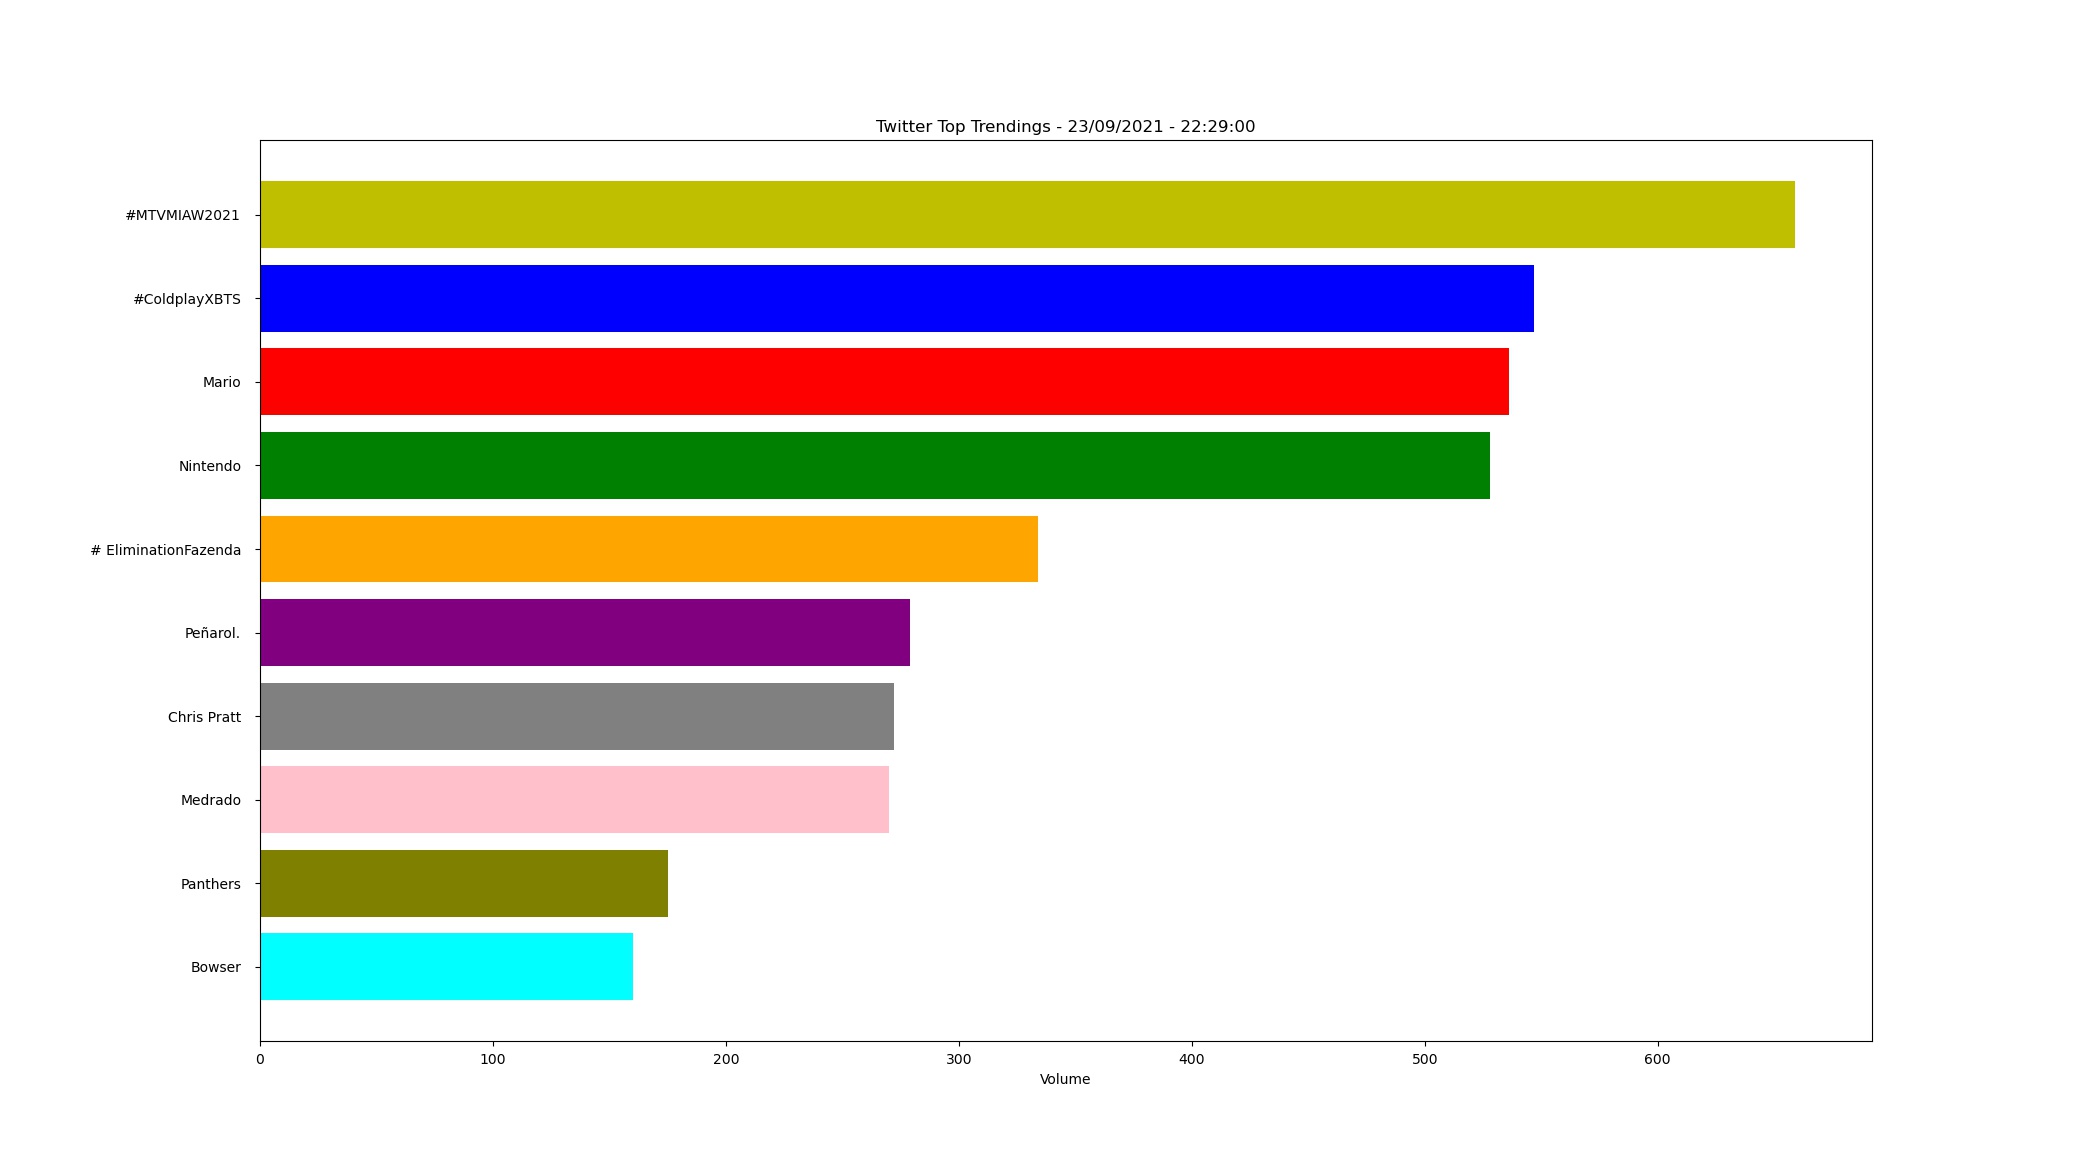 Twitter Top Trendings - 23/09/2021 - 22:29:00
#MTVMIAW2021
#ColdplayXBTS
Mario
Nintendo
# EliminationFazenda
Peñarol.
Chris Pratt
Medrado
Panthers
Bowser
0 100 200 300 400 500 600
Volume